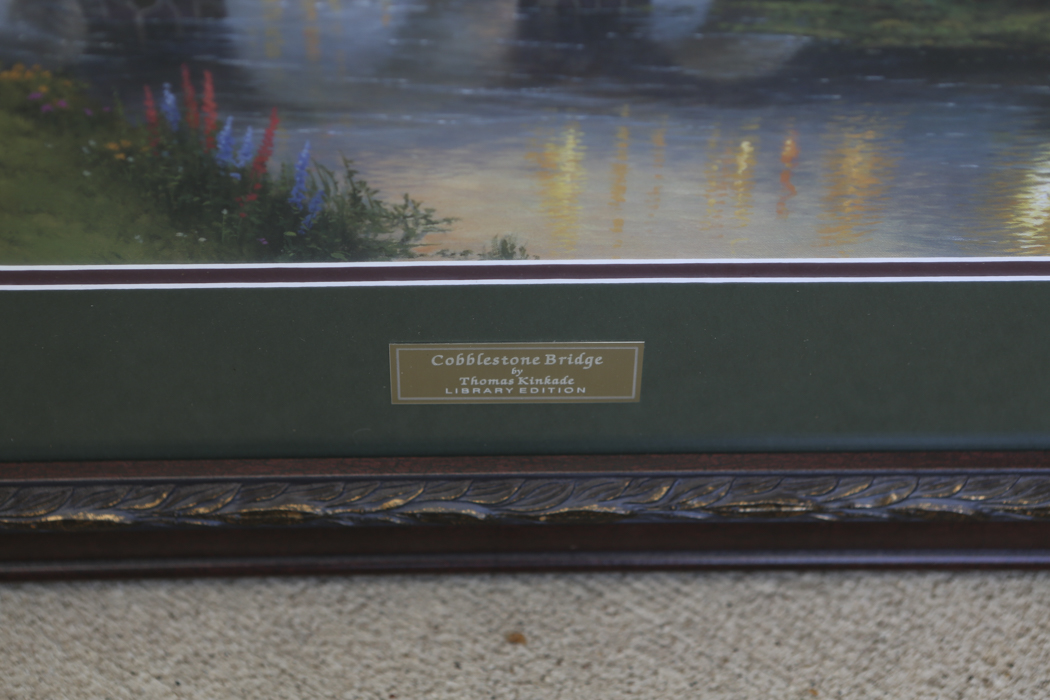 Cobblestone Bridge
by
Thomas Kinkade
LIBRARY EDITION